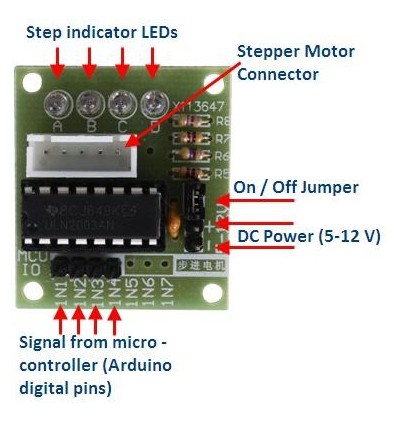 Step indicator LEDs
Stepper Motor
Connector
X113647
A B C D
R8
R7
R6
R5
ULN2003AN
On / Off Jumper
DC Power (5-12 V)
+
-
MCU
IO
1N1
1N2
1N3
1N4
1N5
1N6
1N7
步进电机
Signal from micro -
controller (Arduino
digital pins)